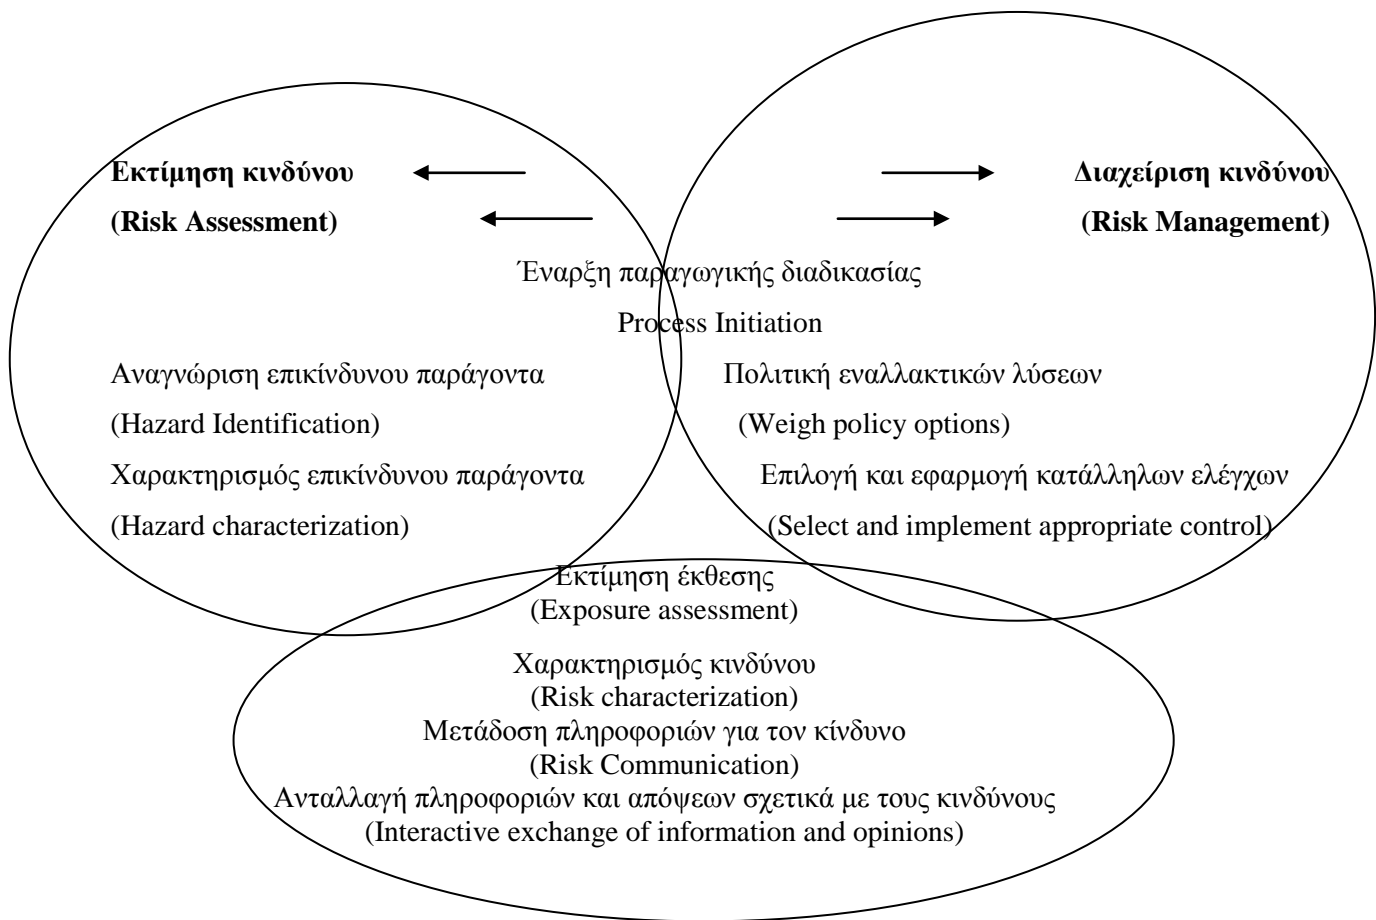 Εκτίμηση κινδύνου
Διαχείριση κινδύνου
(Risk Assessment)
(Risk Management)
Έναρξη παραγωγικής διαδικασίας
Process Initiation
Αναγνώριση επικίνδυνου παράγοντα
Πολιτική εναλλακτικών λύσεων
(Hazard Identification)
(Weigh policy options)
Χαρακτηρισμός επικίνδυνου παράγοντα
Επιλογή και εφαρμογή κατάλληλων ελέγχων
(Hazard characterization)
(Select and implement appropriate control)
Εκτίμηση έκθεσης
(Exposure assessment)
Χαρακτηρισμός κινδύνου
(Risk characterization)
Μετάδοση πληροφοριών για τον κίνδυνο
(Risk Communication)
Ανταλλαγή πληροφοριών και απόψεων σχετικά με τους κινδύνους
(Interactive exchange of information and opinions)